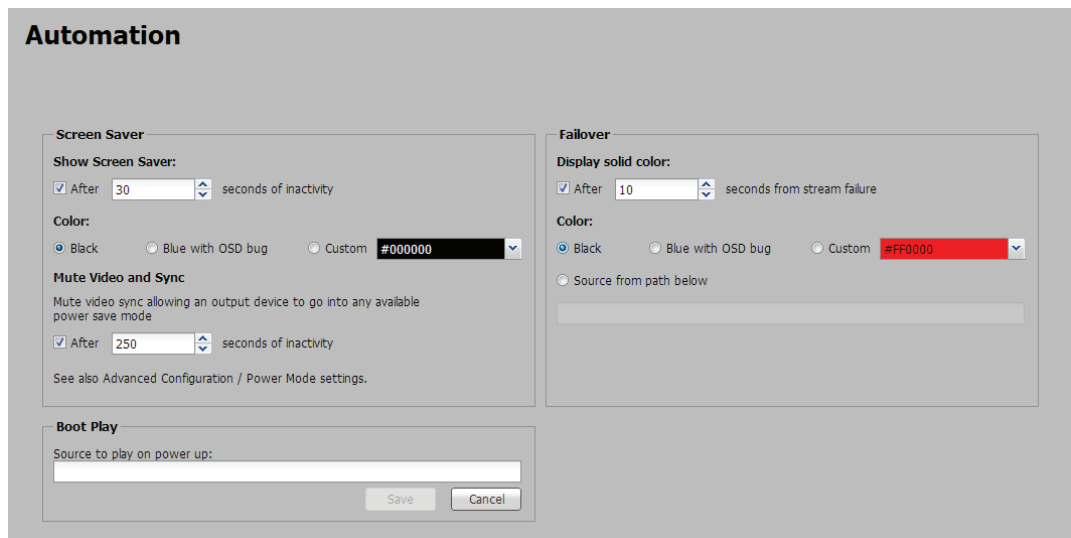 Automation
Screen Saver
Show Screen Saver:
After 30 seconds of inactivity
Color:
Black Blue with OSD bug Custom #000000
Mute Video and Sync
Mute video sync allowing an output device to go into any available
power save mode
After 250 seconds of inactivity
See also Advanced Configuration / Power Mode settings.
Failover
Display solid color:
After 10 seconds from stream failure
Color:
Black Blue with OSD bug Custom #FF0000
Source from path below
Boot Play
Source to play on power up:
Save Cancel